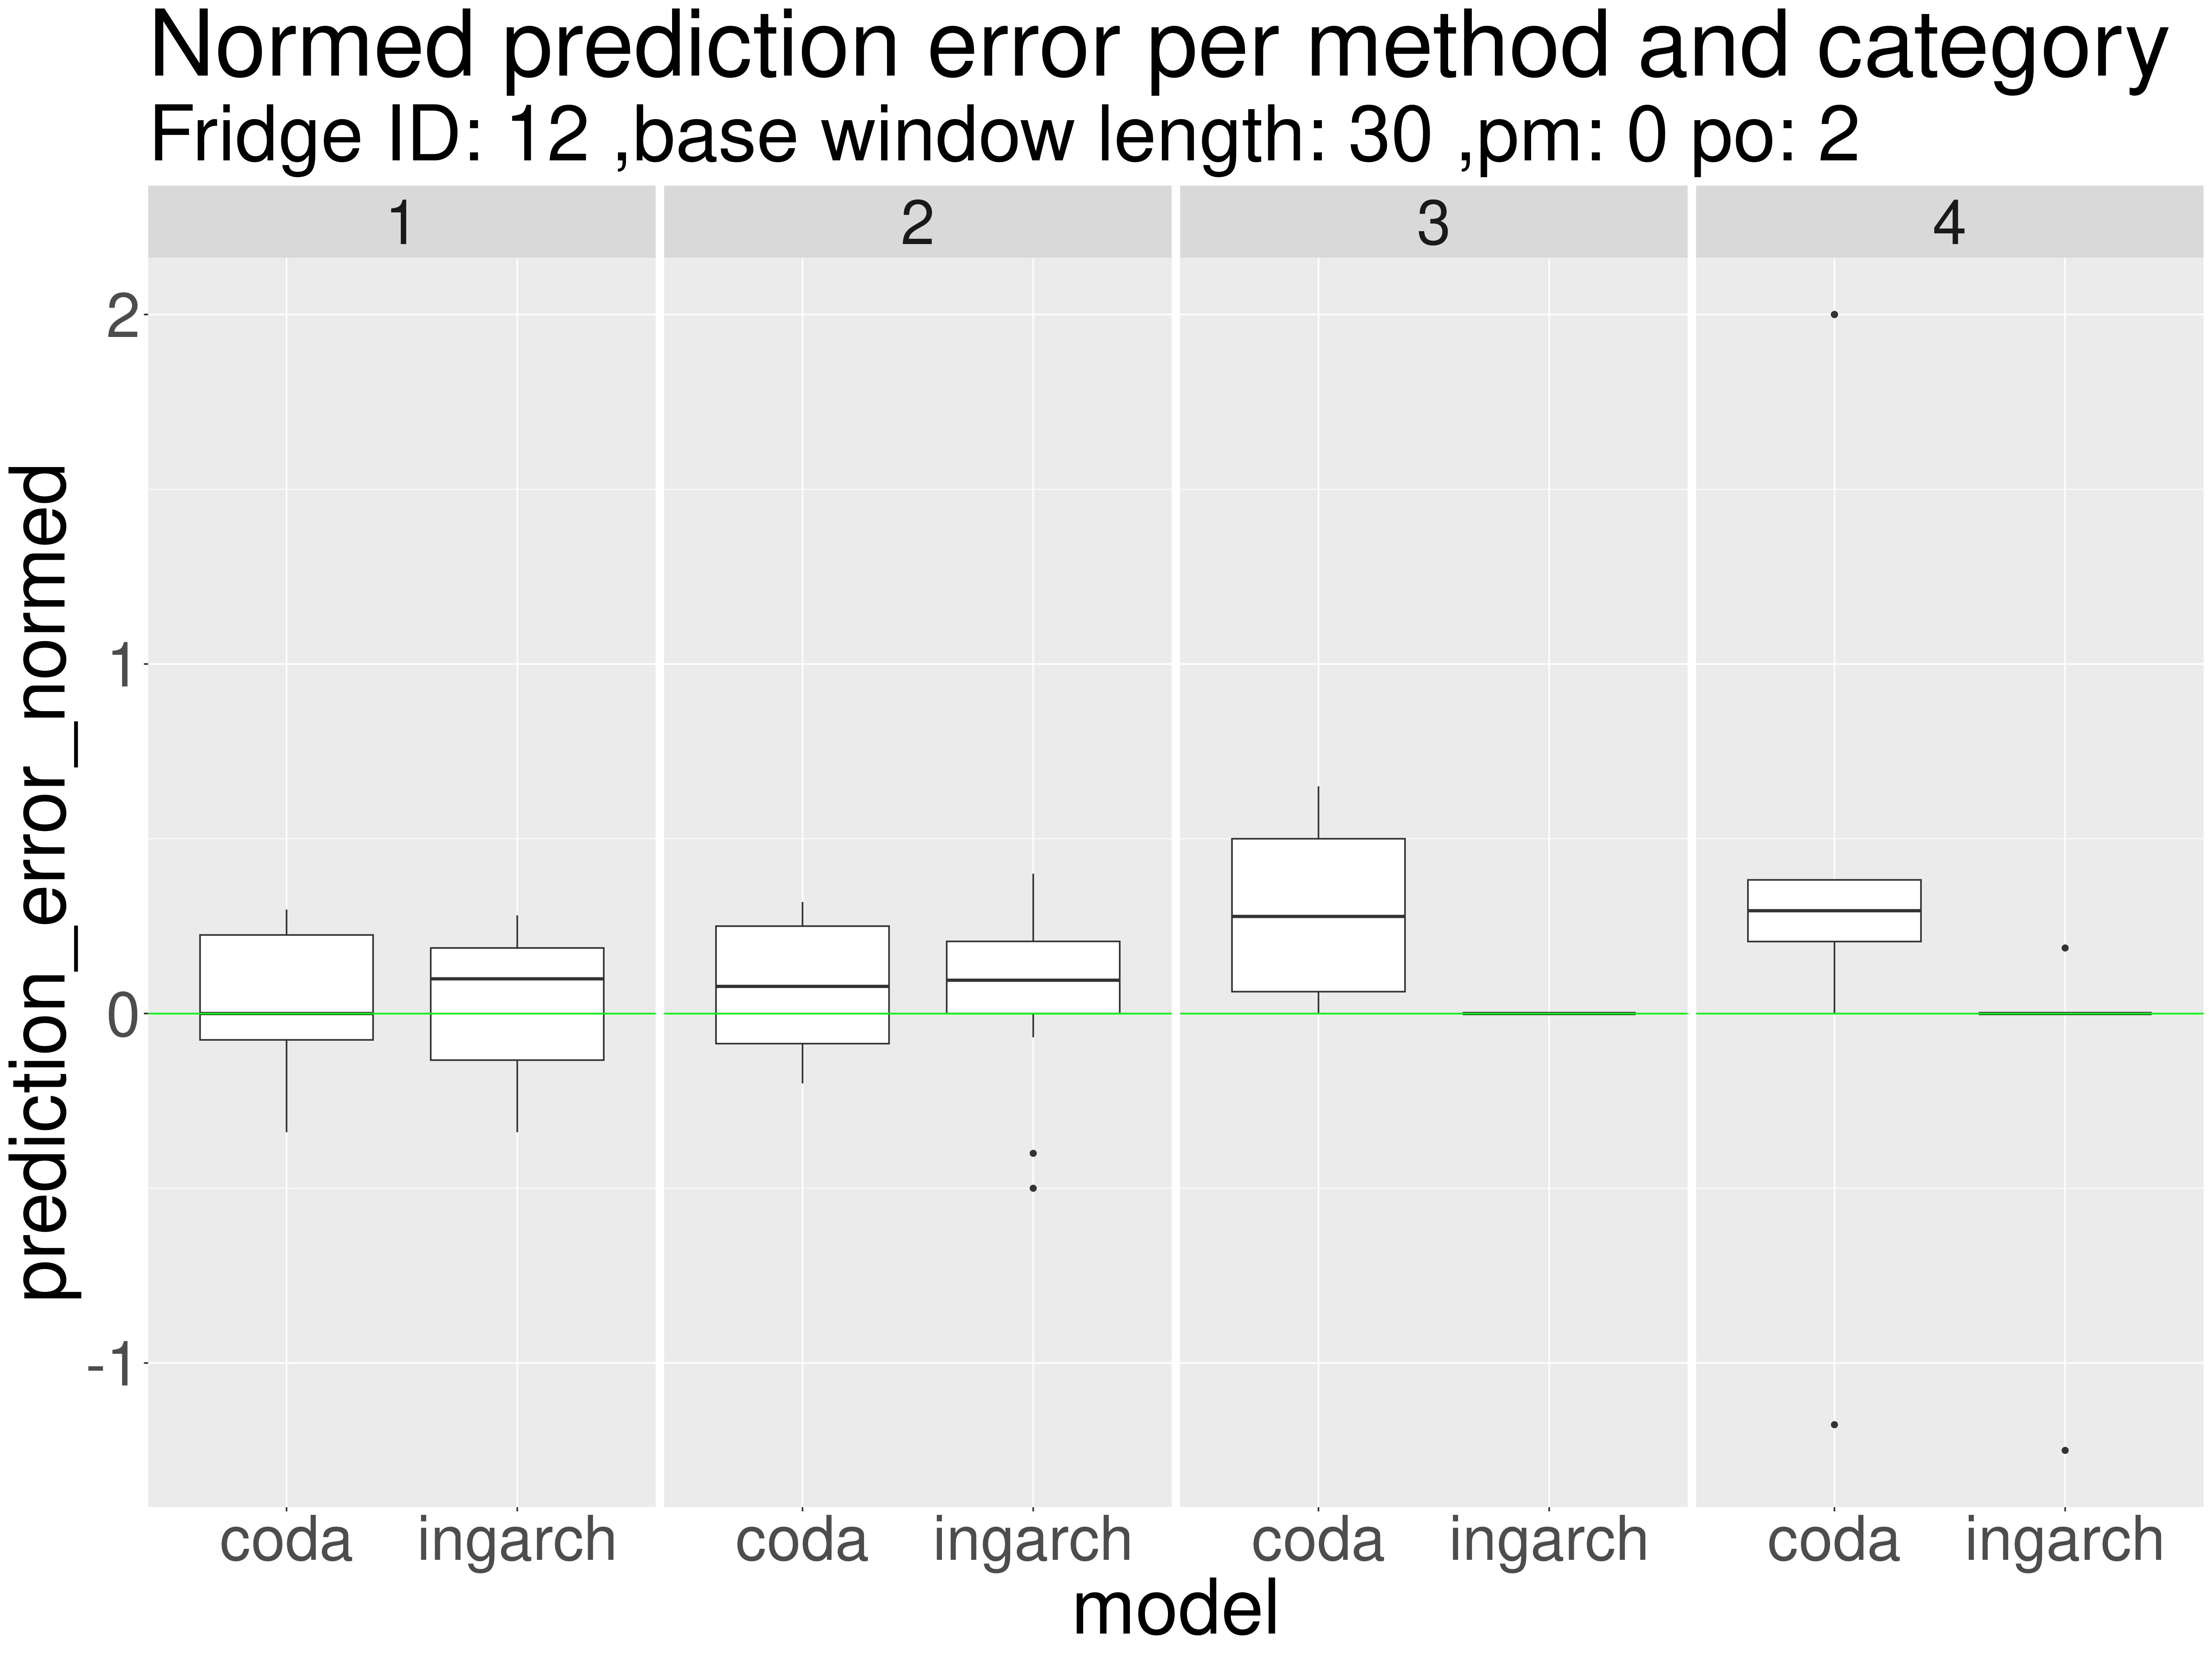 Normed prediction error per method and category
Fridge ID: 12 ,base window length: 30 ,pm: 0 po: 2
1 2 3 4
2
1
0
-1
prediction_error_normed
coda ingarch coda ingarch coda ingarch coda ingarch
model